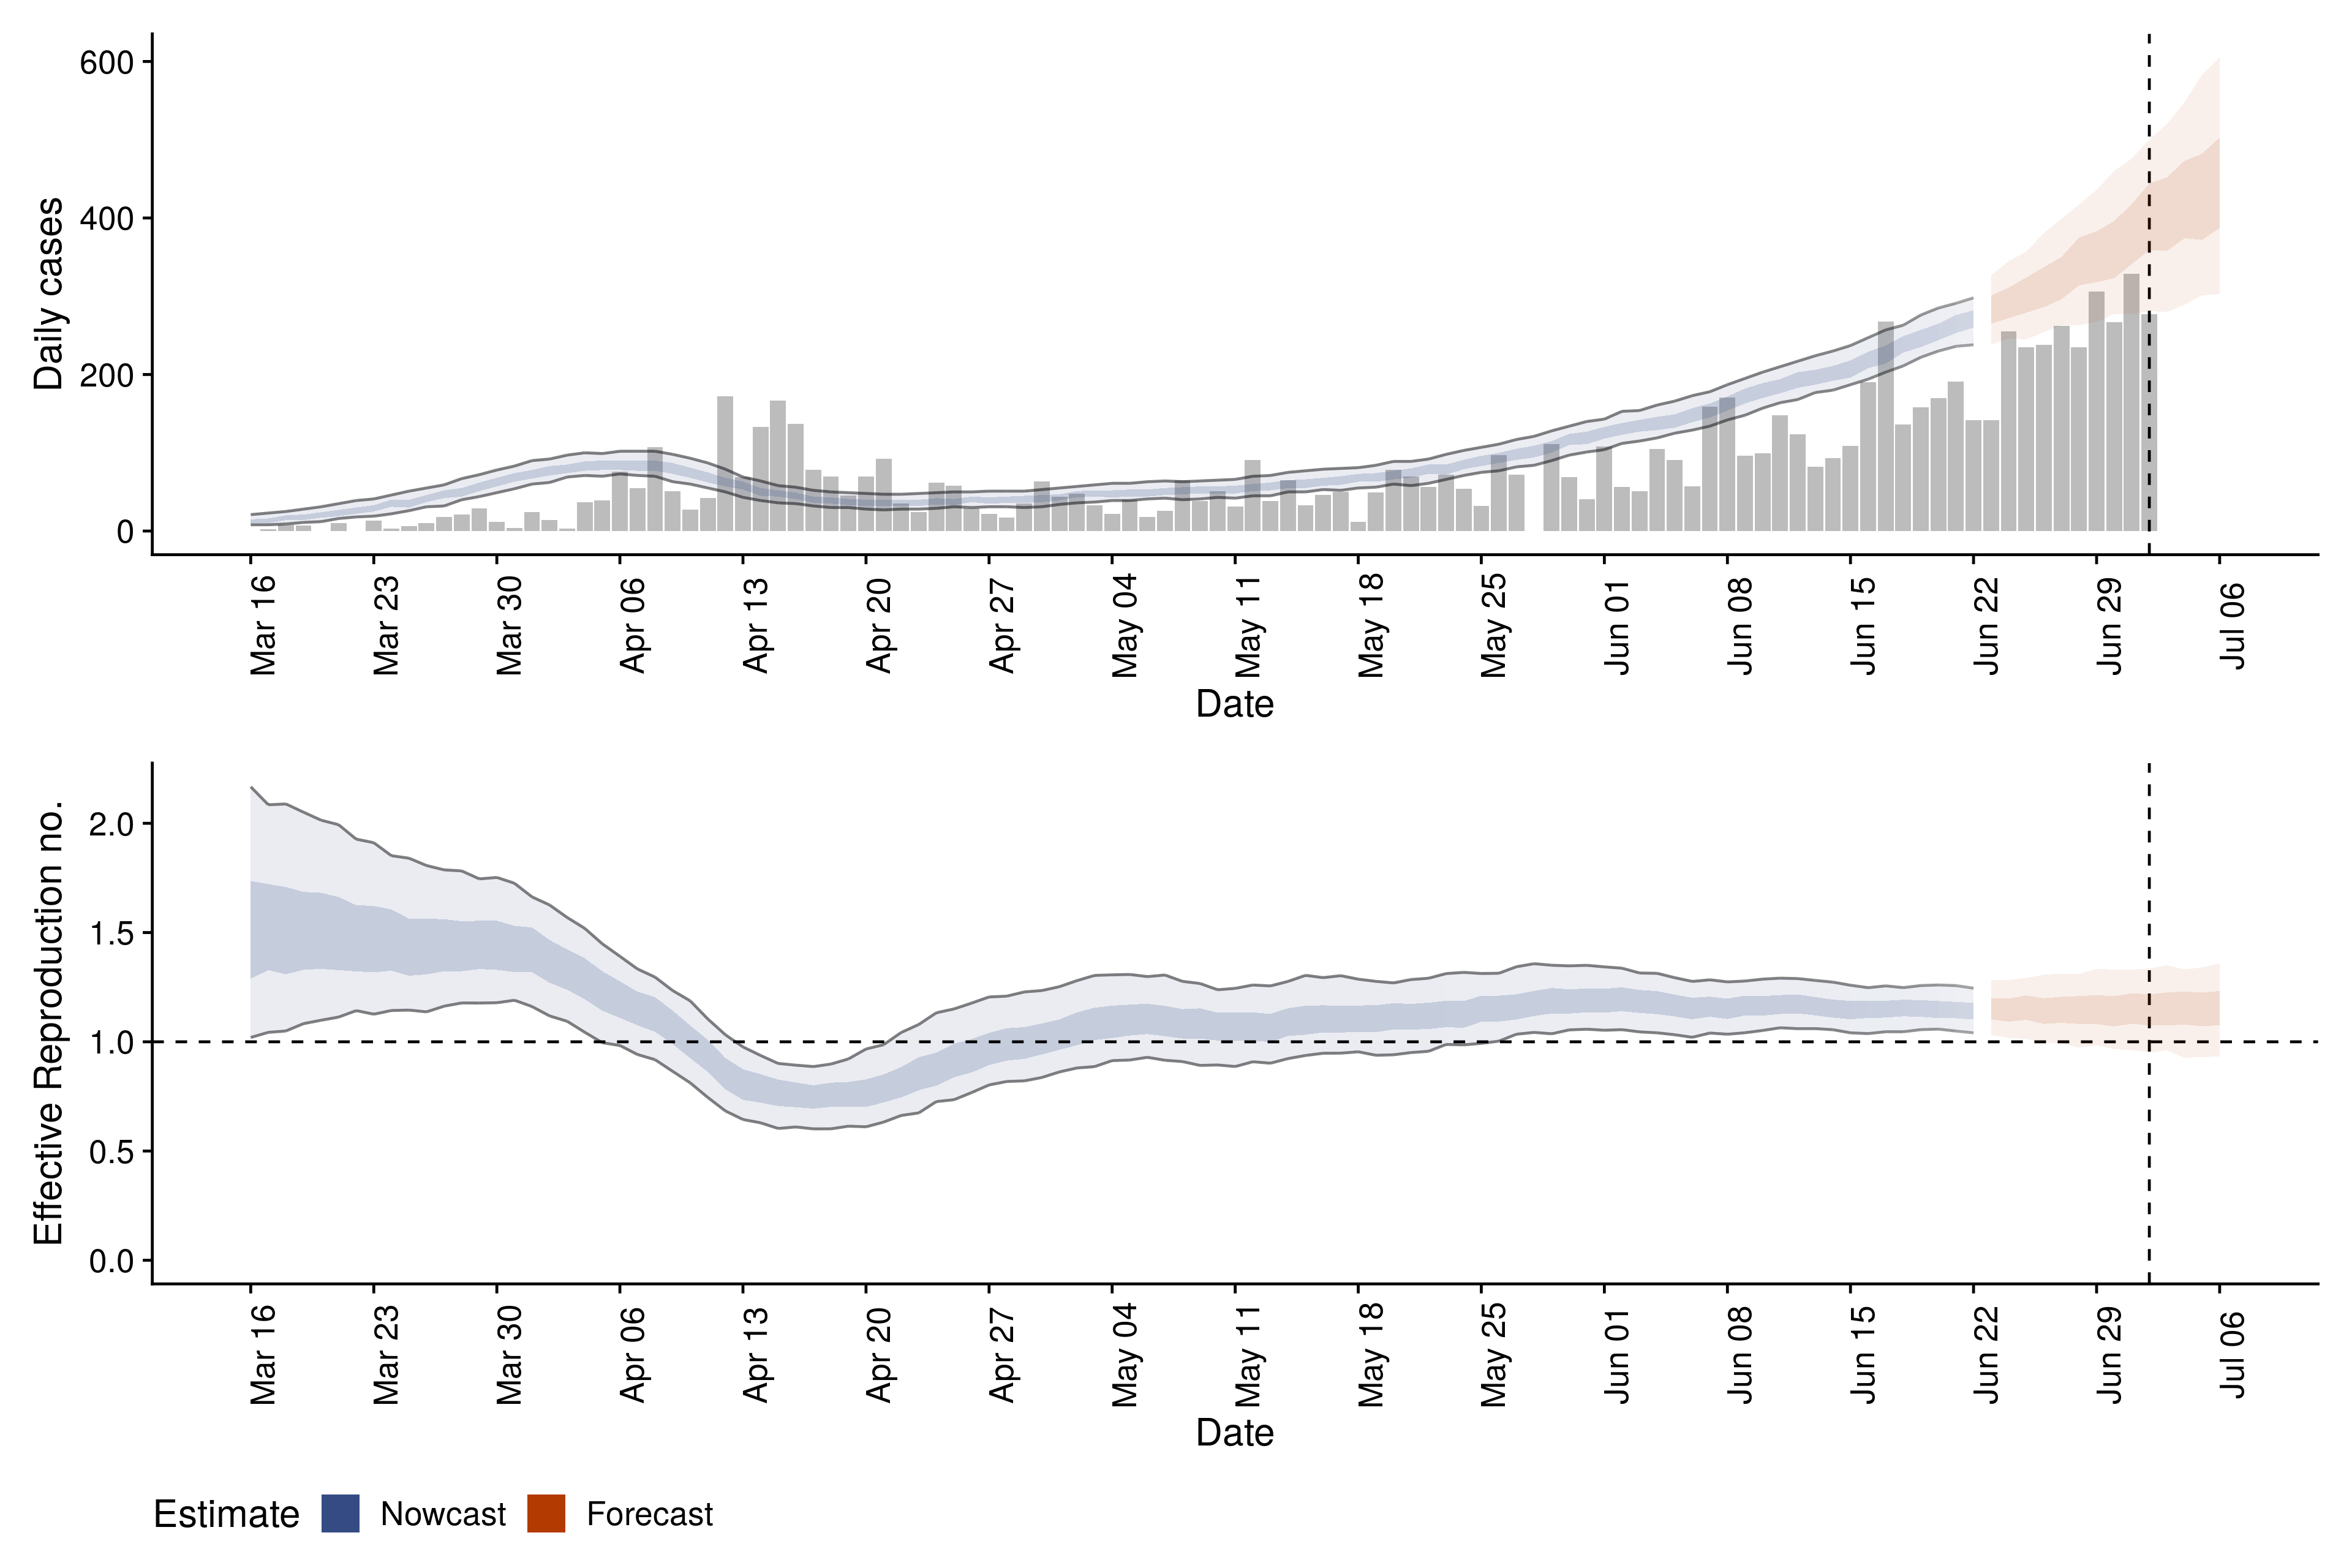 Daily cases
600
400
200
0
Mar 16
Mar 23
Mar 30
Apr 06
Apr 13
Apr 20
Apr 27
May 04
May 11
May 18
May 25
Jun 01
Jun 08
Jun 15
Jun 22
Jun 29
Jul 06
Date
Effective Reproduction no.
2.0
1.5
1.0
0.5
0.0
Mar 16
Mar 23
Mar 30
Apr 06
Apr 13
Apr 20
Apr 27
May 04
May 11
May 18
May 25
Jun 01
Jun 08
Jun 15
Jun 22
Jun 29
Jul 06
Date
Estimate Nowcast Forecast